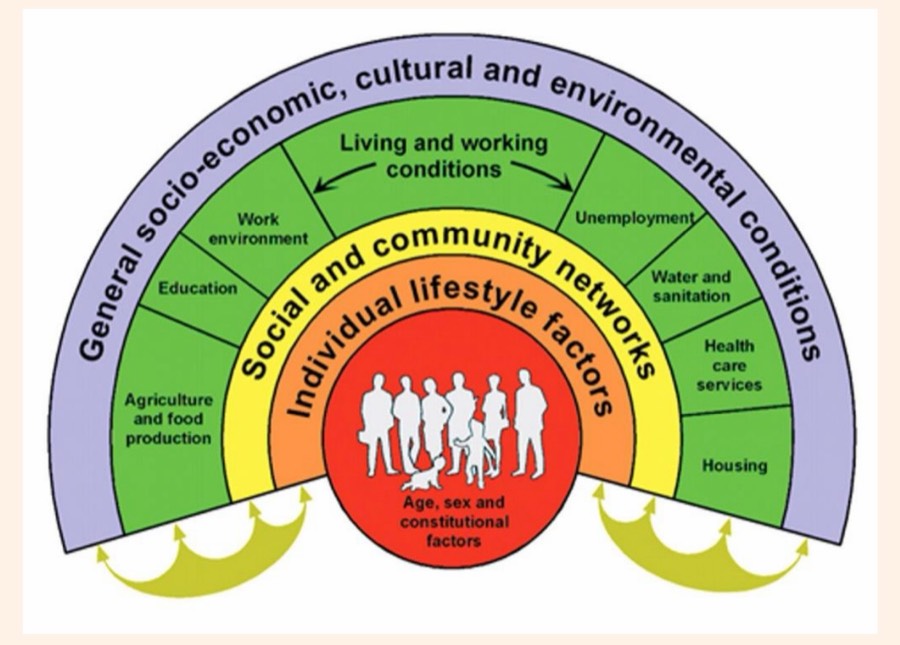 General socio-economic, cultural and environmental conditions
Living and working
conditions
Work
environment
Unemployment
Education
Water and
sanitation
Agriculture
and food
production
Health
care
services
Housing
Social and community networks
Individual lifestyle factors
Age, sex and
constitutional
factors